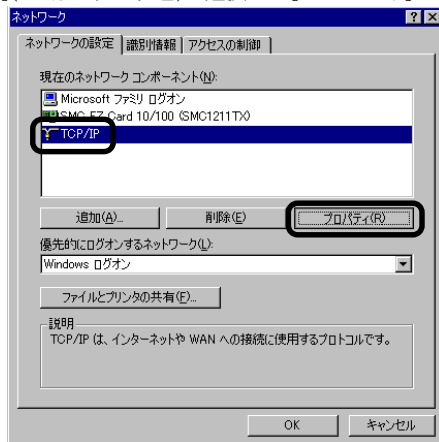 ネットワーク
ネットワークの設定 識別情報 アクセスの制御
現在のネットワーク コンポーネント(N):
Microsoft ファミリ ログオン
SMC EZ Card 10/100 (SMC1211TX)
TCP/IP
追加(A)... 削除(E) プロパティ(R)
優先的にログオンするネットワーク(L):
Windows ログオン
ファイルとプリンタの共有(F)...
説明
TCP/IP は、インターネットや WAN への接続に使用するプロトコルです。
OK キャンセル